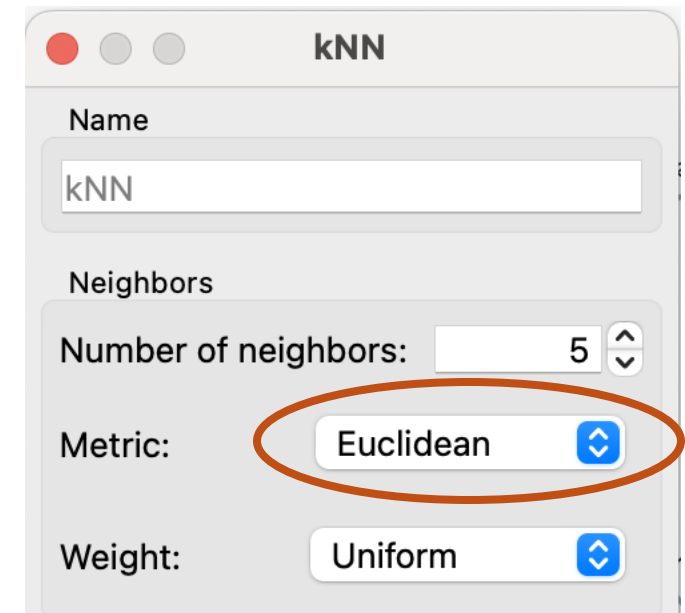 kNN
Name
kNN
Neighbors
Number of neighbors: 5
Metric: Euclidean
Weight: Uniform